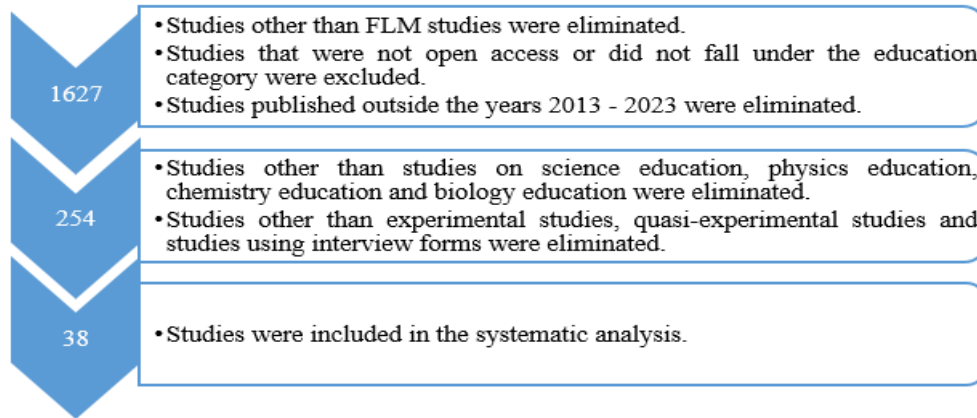 1627
•Studies other than FLM studies were eliminated.
•Studies that were not open access or did not fall under the education
category were excluded.
•Studies published outside the years 2013 - 2023 were eliminated.
254
•Studies other than studies on science education, physics education,
chemistry education and biology education were eliminated.
•Studies other than experimental studies, quasi-experimental studies and
studies using interview forms were eliminated.
38
•Studies were included in the systematic analysis.